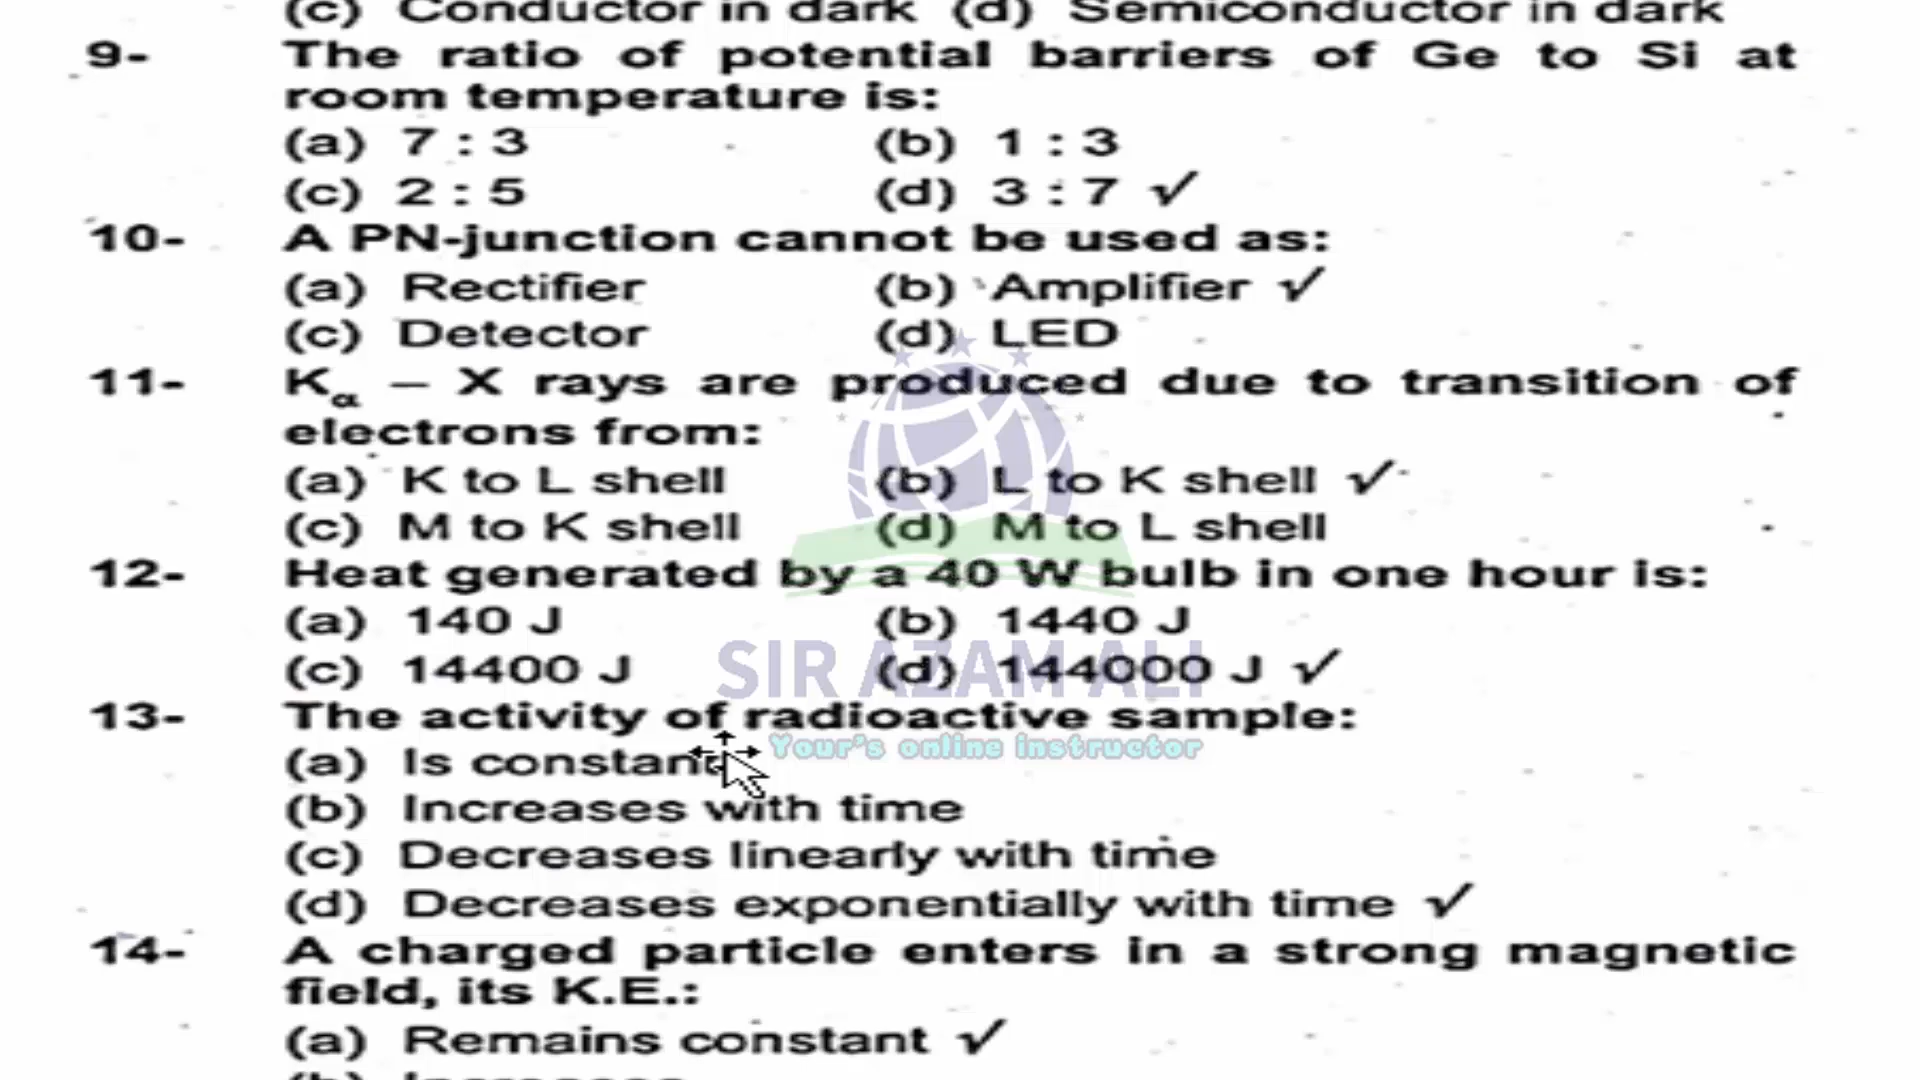 (c) Conductor in dark (d) Semiconductor in dark
9- The ratio of potential barriers of Ge to Si at
room temperature is:
(a) 7 : 3 (b) 1 : 3
(c) 2 : 5 (d) 3 : 7 ✓
10- A PN-junction cannot be used as:
(a) Rectifier (b) Amplifier ✓
(c) Detector (d) LED
11- Kα – X rays are produced due to transition of
electrons from:
(a) K to L shell (b) L to K shell ✓
(c) M to K shell (d) M to L shell
12- Heat generated by a 40 W bulb in one hour is:
(a) 140 J (b) 1440 J
(c) 14400 J (d) 144000 J ✓
SIR AZAM ALI
13- The activity of radioactive sample:
Your's online instructor
(a) Is constant
(b) Increases with time
(c) Decreases linearly with time
(d) Decreases exponentially with time ✓
14- A charged particle enters in a strong magnetic
field, its K.E.:
(a) Remains constant ✓
(b) Increases